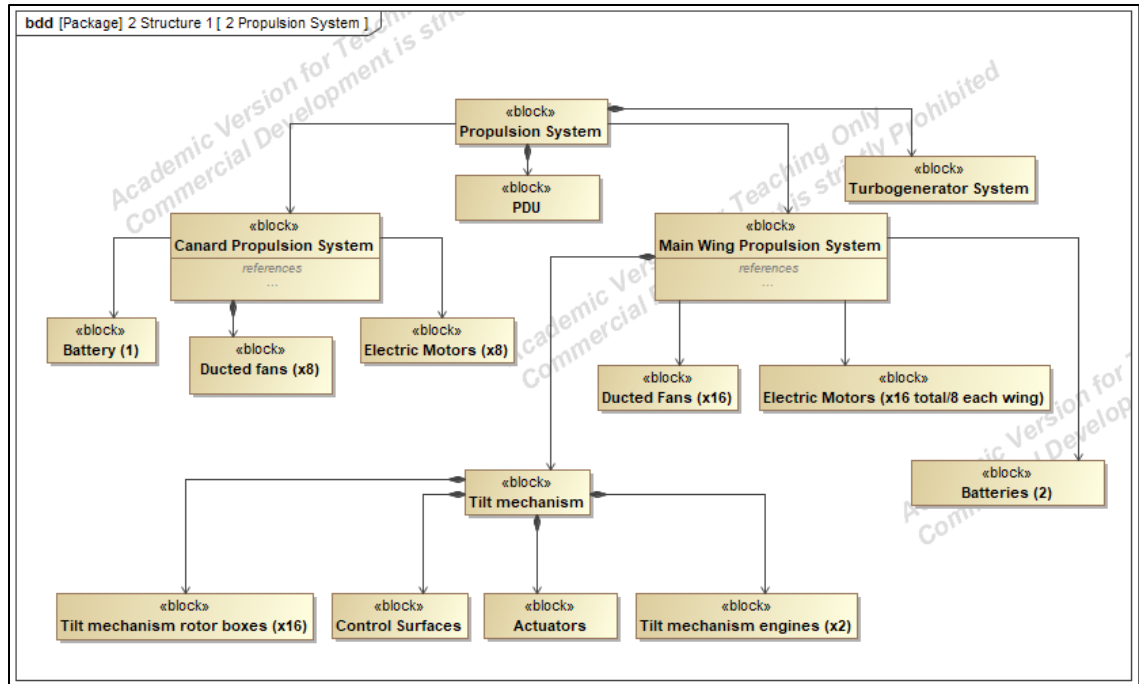 bdd [Package] 2 Structure 1 [ 2 Propulsion System ]
Academic Version for Teaching Only
Commercial Development is strictly Prohibited
«block»
Propulsion System
«block»
Turbogenerator System
«block»
PDU
«block»
Canard Propulsion System
references
...
«block»
Main Wing Propulsion System
references
...
«block»
Battery (1)
«block»
Ducted fans (x8)
«block»
Electric Motors (x8)
«block»
Ducted Fans (x16)
«block»
Electric Motors (x16 total/8 each wing)
«block»
Batteries (2)
«block»
Tilt mechanism
«block»
Tilt mechanism rotor boxes (x16)
«block»
Control Surfaces
«block»
Actuators
«block»
Tilt mechanism engines (x2)